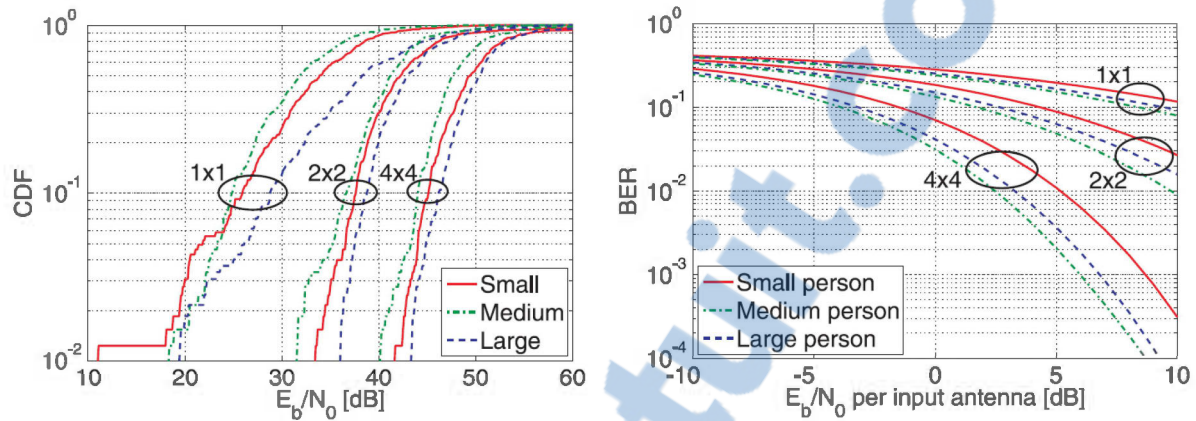 10^0
10^-1
10^-2
CDF
1x1
2x2
4x4
Small
Medium
Large
10
20
30
40
50
60
E_b/N_0 [dB]
10^0
10^-1
10^-2
10^-3
10^-4
BER
1x1
2x2
4x4
Small person
Medium person
Large person
-10
-5
0
5
10
E_b/N_0 per input antenna [dB]
tut.co